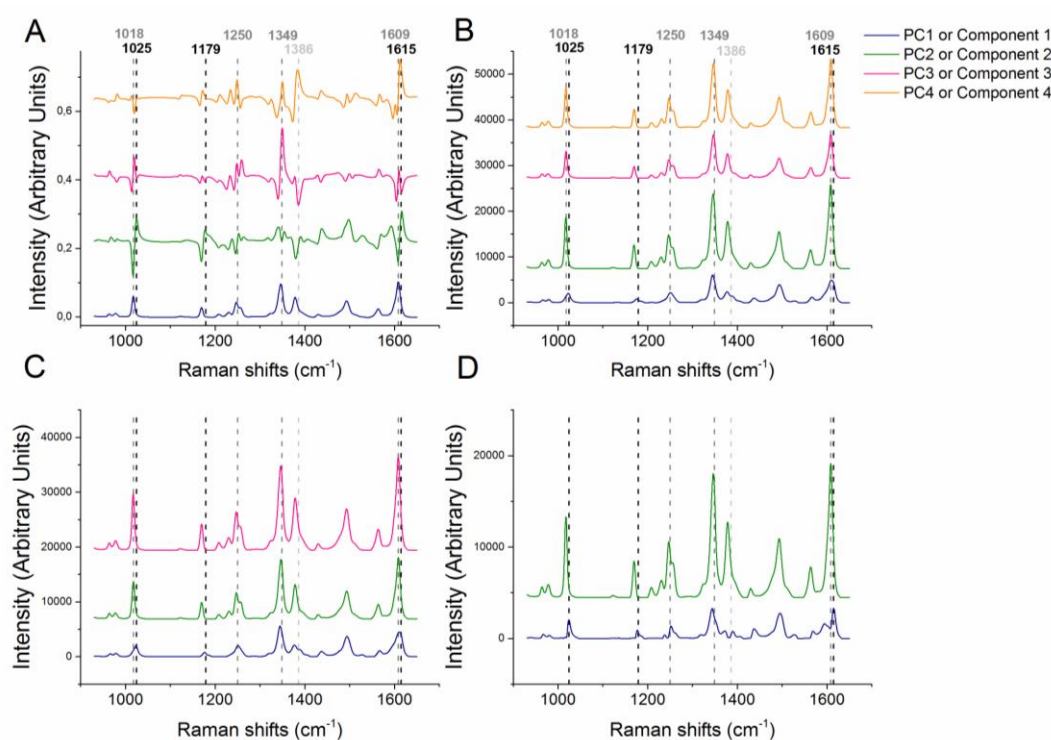 A
1018 1250 1349 1609
1025 1179 1386 1615
0,6
0,4
0,2
0,0
1000 1200 1400 1600
Intensity (Arbitrary Units)
Raman shifts (cm⁻¹)
B
1018 1250 1349 1609
1025 1179 1386 1615
50000
40000
30000
20000
10000
0
1000 1200 1400 1600
Intensity (Arbitrary Units)
Raman shifts (cm⁻¹)
PC1 or Component 1
PC2 or Component 2
PC3 or Component 3
PC4 or Component 4
C
40000
30000
20000
10000
0
1000 1200 1400 1600
Intensity (Arbitrary Units)
Raman shifts (cm⁻¹)
D
20000
10000
0
1000 1200 1400 1600
Intensity (Arbitrary Units)
Raman shifts (cm⁻¹)